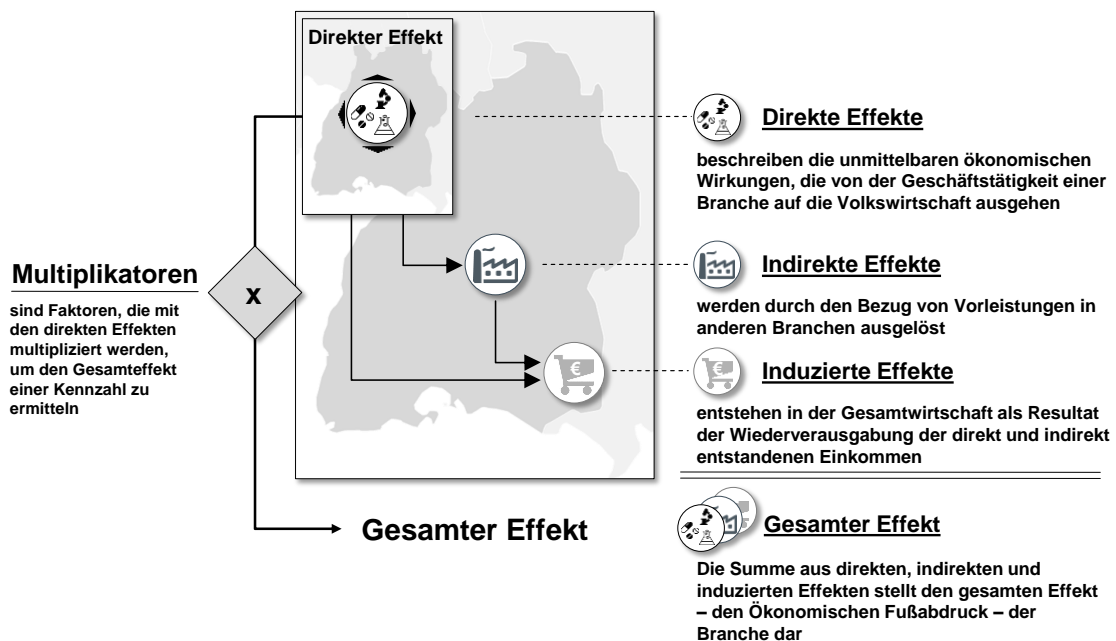 Direkter Effekt
Multiplikatoren
sind Faktoren, die mit
den direkten Effekten
multipliziert werden,
um den Gesamteffekt
einer Kennzahl zu
ermitteln
x
Gesamter Effekt
Direkte Effekte
beschreiben die unmittelbaren ökonomischen
Wirkungen, die von der Geschäftstätigkeit einer
Branche auf die Volkswirtschaft ausgehen
Indirekte Effekte
werden durch den Bezug von Vorleistungen in
anderen Branchen ausgelöst
€
€
Induzierte Effekte
entstehen in der Gesamtwirtschaft als Resultat
der Wiederverausgabung der direkt und indirekt
entstandenen Einkommen
Gesamter Effekt
Die Summe aus direkten, indirekten und
induzierten Effekten stellt den gesamten Effekt
– den Ökonomischen Fußabdruck – der
Branche dar